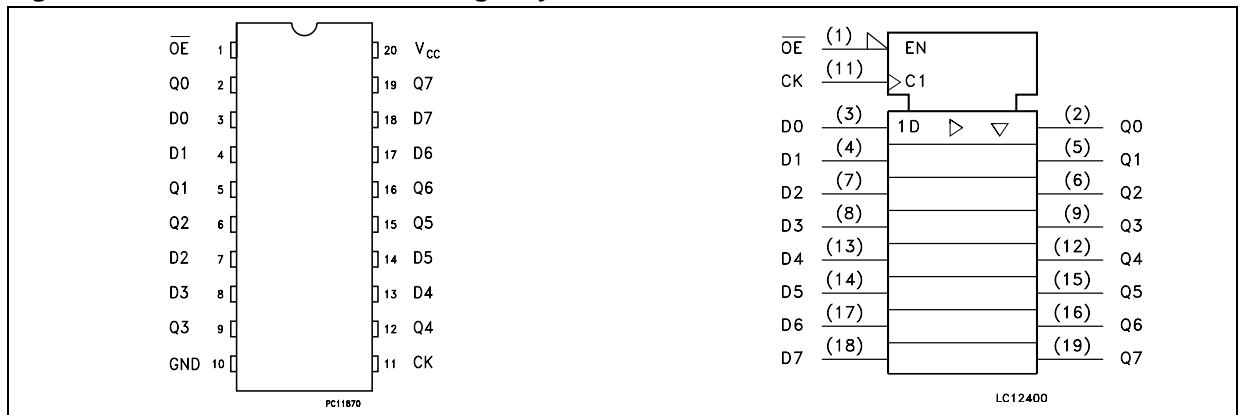 OE 1 20 VCC
Q0 2 19 Q7
D0 3 18 D7
D1 4 17 D6
Q1 5 16 Q6
Q2 6 15 Q5
D2 7 14 D5
D3 8 13 D4
Q3 9 12 Q4
GND 10 11 CK
PC11870
OE (1) EN
CK (11) C1
D0 (3) 1D (2) Q0
D1 (4) (5) Q1
D2 (7) (6) Q2
D3 (8) (9) Q3
D4 (13) (12) Q4
D5 (14) (15) Q5
D6 (17) (16) Q6
D7 (18) (19) Q7
LC12400